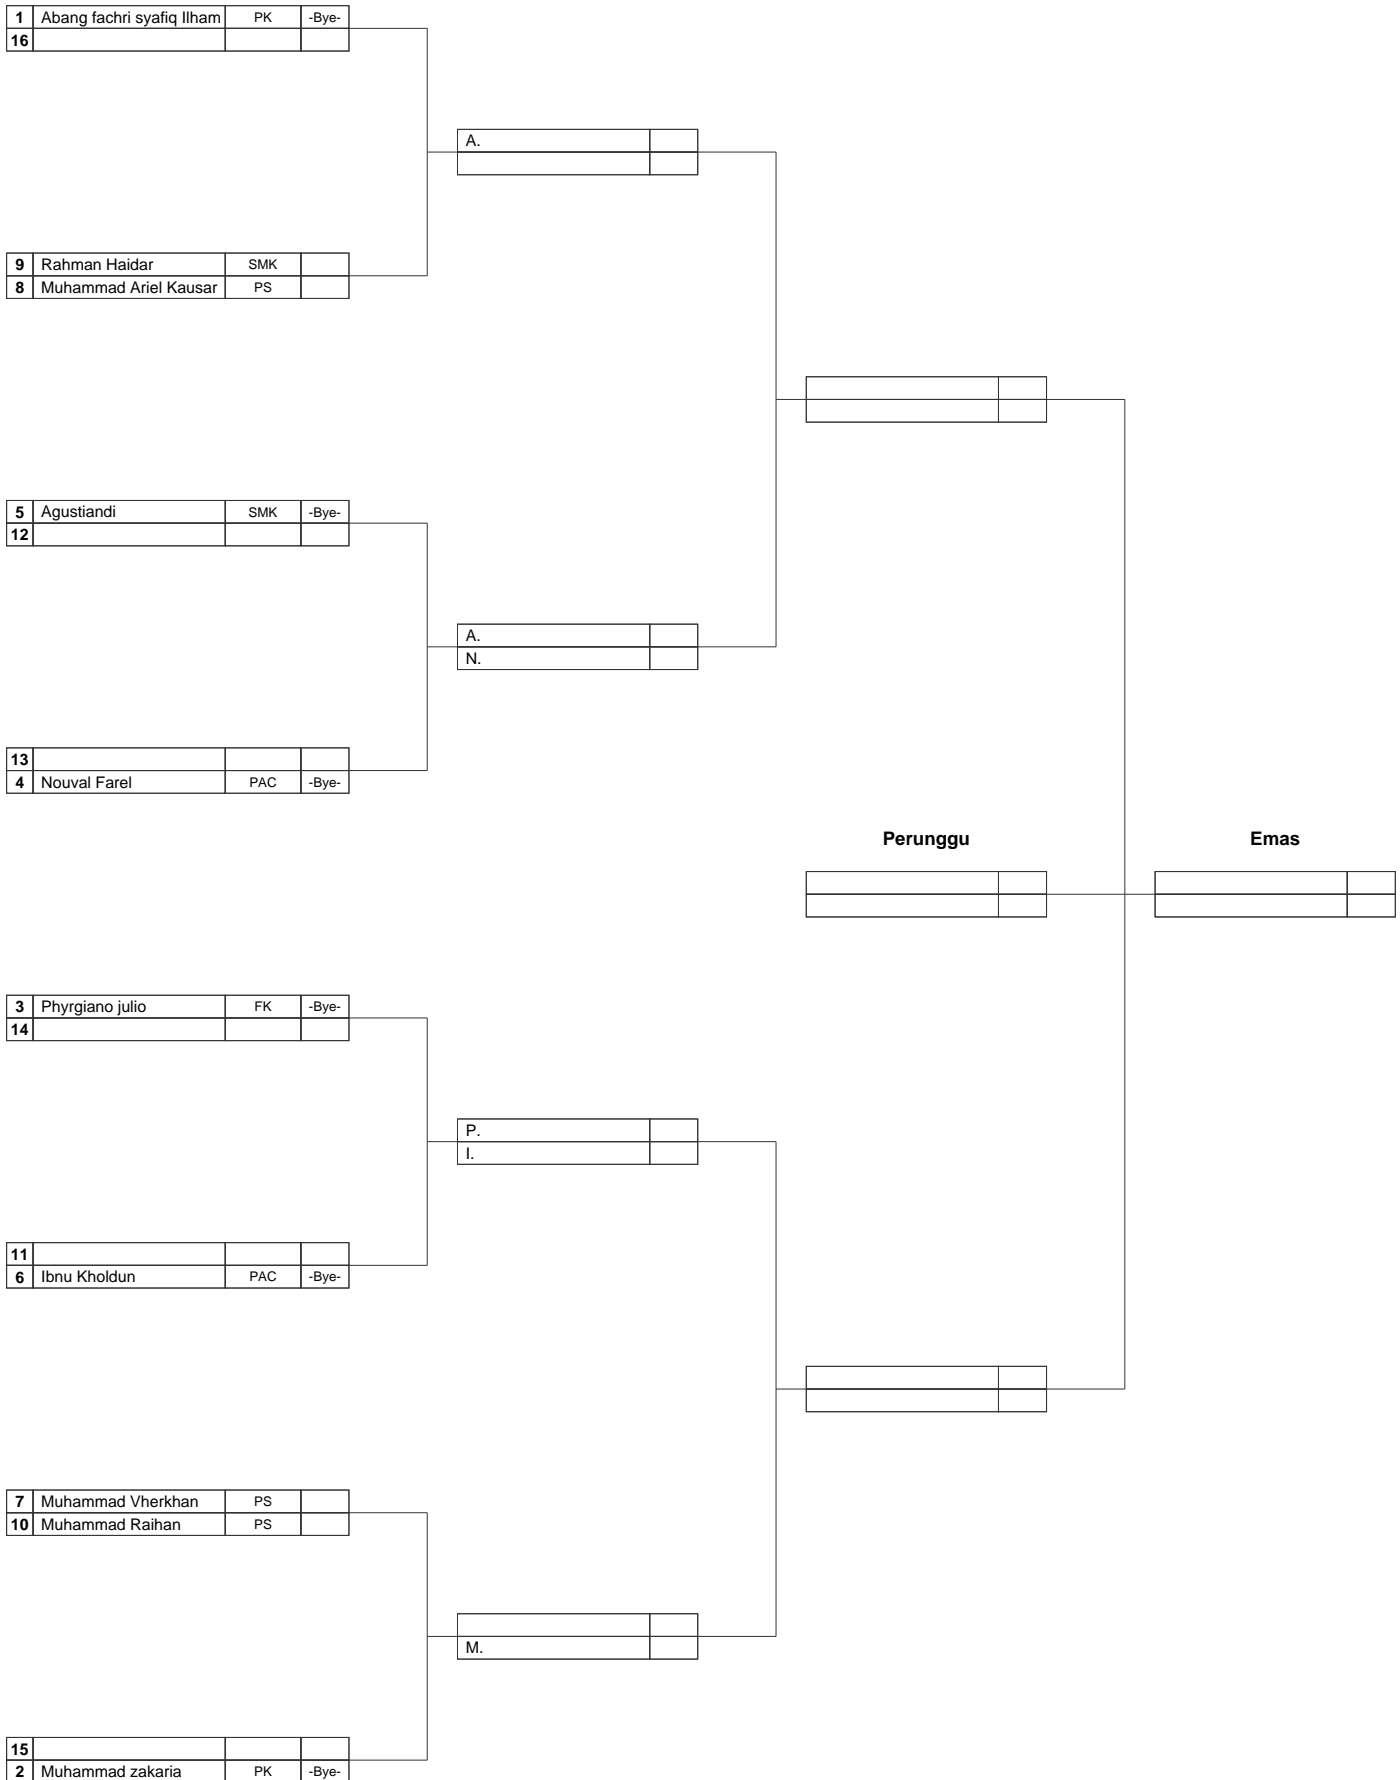 1 Abang fachri syafiq Ilham PK -Bye-
16
A.
9 Rahman Haidar SMK
8 Muhammad Ariel Kausar PS
5 Agustiandi SMK -Bye-
12
A.
N.
13
4 Nouval Farel PAC -Bye-
Perunggu Emas
3 Phyrgiano julio FK -Bye-
14
P.
I.
11
6 Ibnu Kholdun PAC -Bye-
7 Muhammad Vherkhan PS
10 Muhammad Raihan PS
M.
15
2 Muhammad zakaria PK -Bye-